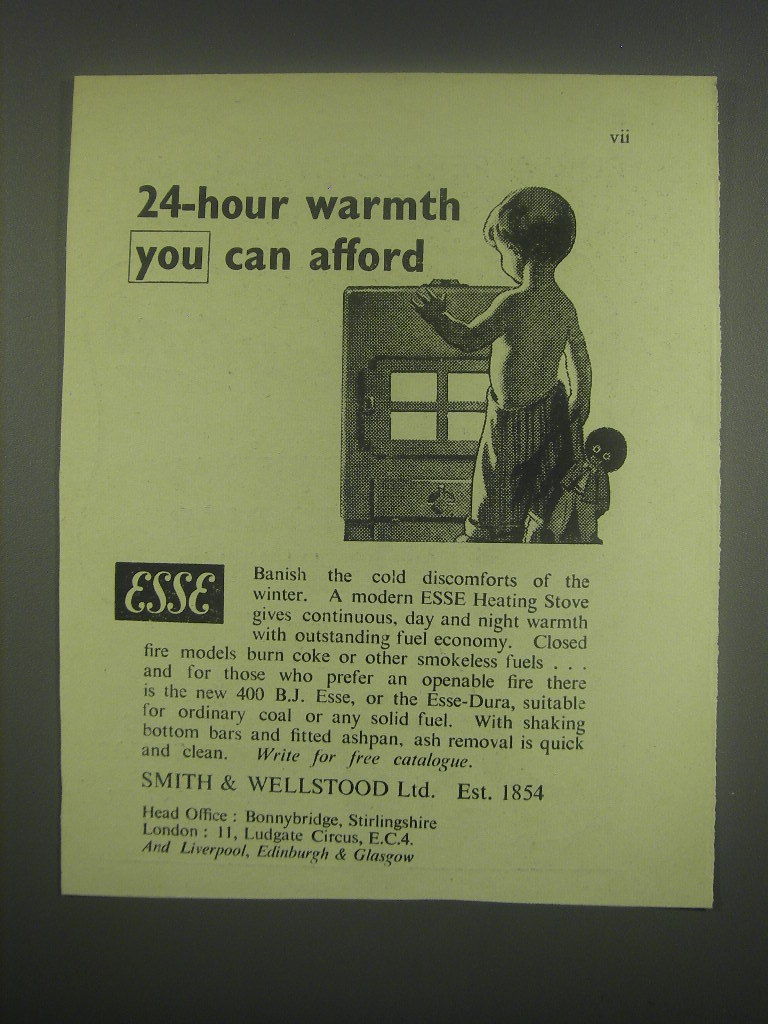 vii
24-hour warmth
you can afford
ESSE
Banish the cold discomforts of the
winter. A modern ESSE Heating Stove
gives continuous, day and night warmth
with outstanding fuel economy. Closed
fire models burn coke or other smokeless fuels . . .
and for those who prefer an openable fire there
is the new 400 B.J. Esse, or the Esse-Dura, suitable
for ordinary coal or any solid fuel. With shaking
bottom bars and fitted ashpan, ash removal is quick
and clean. Write for free catalogue.
SMITH & WELLSTOOD Ltd. Est. 1854
Head Office : Bonnybridge, Stirlingshire
London : 11, Ludgate Circus, E.C.4.
And Liverpool, Edinburgh & Glasgow